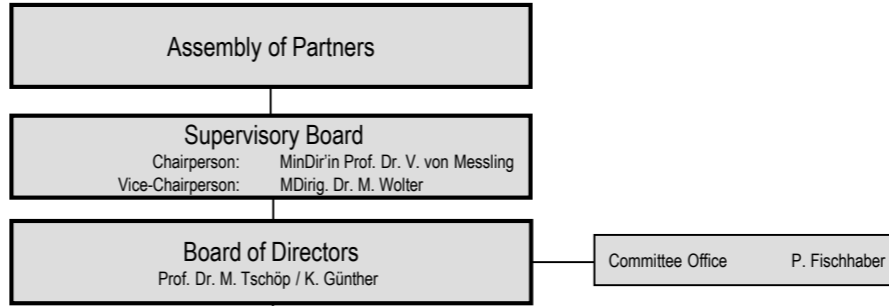 Assembly of Partners
Supervisory Board
Chairperson: MinDir'in Prof. Dr. V. von Messling
Vice-Chairperson: MDirig. Dr. M. Wolter
Board of Directors
Prof. Dr. M. Tschöp / K. Günther
Committee Office P. Fischhaber